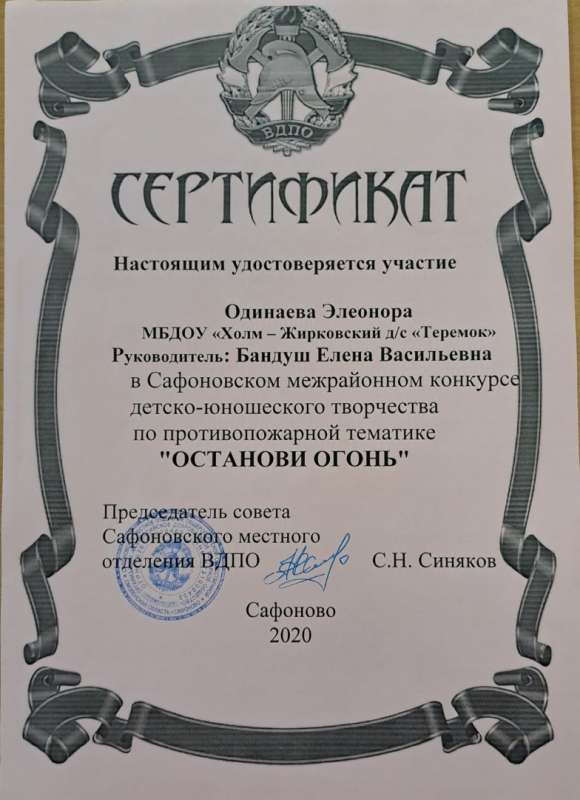 ВДПО
СЕРТИФИКАТ
Настоящим удостоверяется участие
Одинаева Элеонора
МБДОУ «Холм – Жирковский д/с «Теремок»
Руководитель: Бандуш Елена Васильевна
в Сафоновском межрайонном конкурсе
детско-юношеского творчества
по противопожарной тематике
"ОСТАНОВИ ОГОНЬ"
Председатель совета
Сафоновского местного
отделения ВДПО С.Н. Синяков
Сафоново
2020